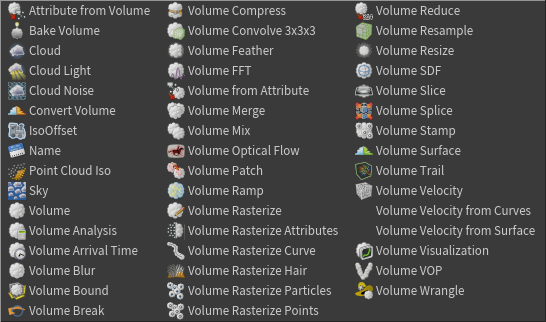 Attribute from Volume
Bake Volume
Cloud
Cloud Light
Cloud Noise
Convert Volume
IsoOffset
Name
Point Cloud Iso
Sky
Volume
Volume Analysis
Volume Arrival Time
Volume Blur
Volume Bound
Volume Break
Volume Compress
Volume Convolve 3x3x3
Volume Feather
Volume FFT
Volume from Attribute
Volume Merge
Volume Mix
Volume Optical Flow
Volume Patch
Volume Ramp
Volume Rasterize
Volume Rasterize Attributes
Volume Rasterize Curve
Volume Rasterize Hair
Volume Rasterize Particles
Volume Rasterize Points
Volume Reduce
Volume Resample
Volume Resize
Volume SDF
Volume Slice
Volume Splice
Volume Stamp
Volume Surface
Volume Trail
Volume Velocity
Volume Velocity from Curves
Volume Velocity from Surface
Volume Visualization
Volume VOP
Volume Wrangle